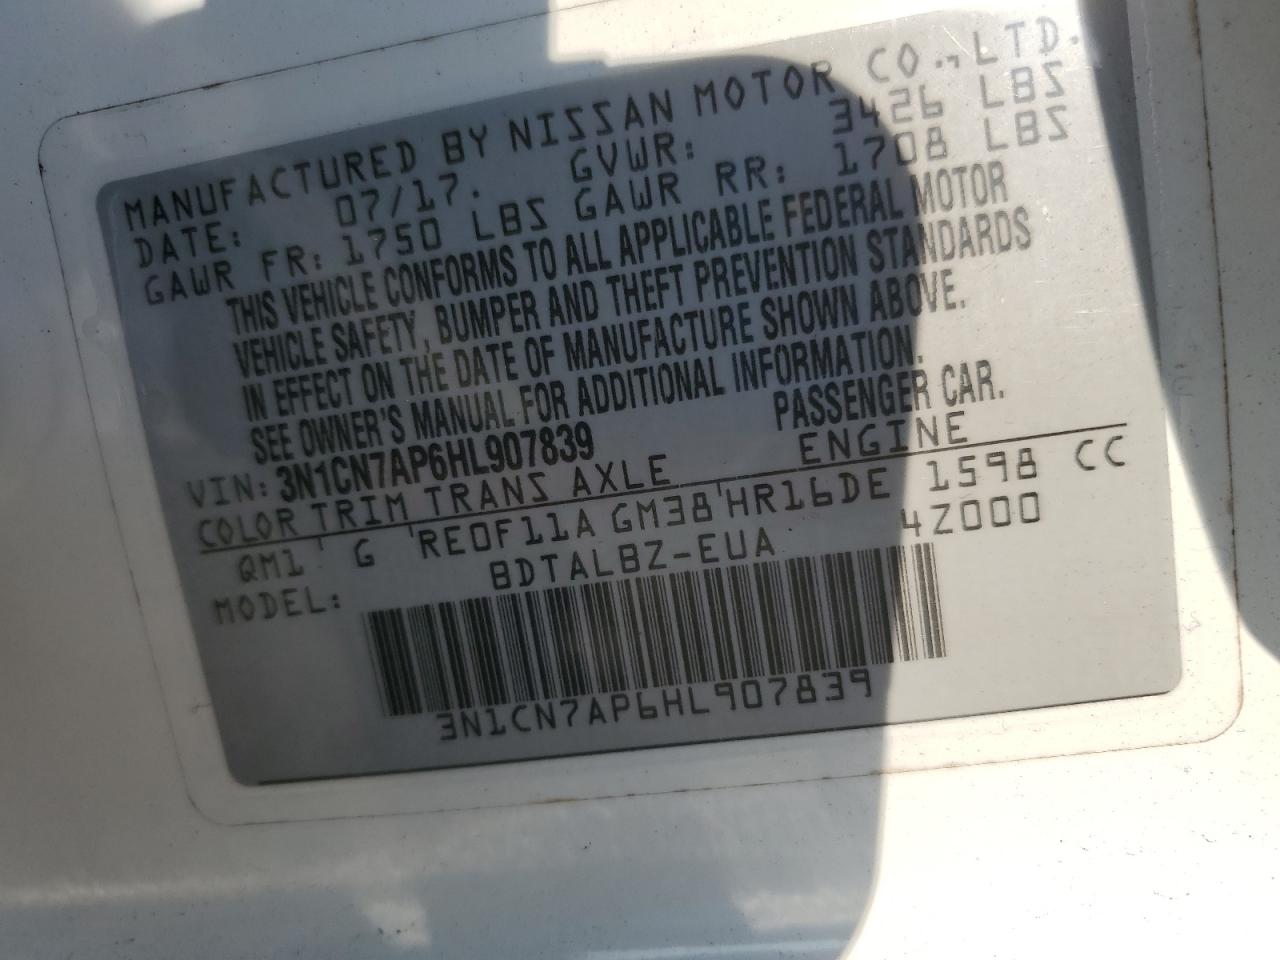 MANUFACTURED BY NISSAN MOTOR CO., LTD.
DATE: 07/17. GVWR: 3426 LBS
GAWR FR: 1750 LBS GAWR RR: 1708 LBS
THIS VEHICLE CONFORMS TO ALL APPLICABLE FEDERAL MOTOR
VEHICLE SAFETY, BUMPER AND THEFT PREVENTION STANDARDS
IN EFFECT ON THE DATE OF MANUFACTURE SHOWN ABOVE.
SEE OWNER'S MANUAL FOR ADDITIONAL INFORMATION.
VIN: 3N1CN7AP6HL907839 PASSENGER CAR.
COLOR TRIM TRANS AXLE ENGINE
QM1 G RE0F11A GM38 HR16DE 1598 CC
MODEL: BDTALBZ-EUA 4Z000
3N1CN7AP6HL907839